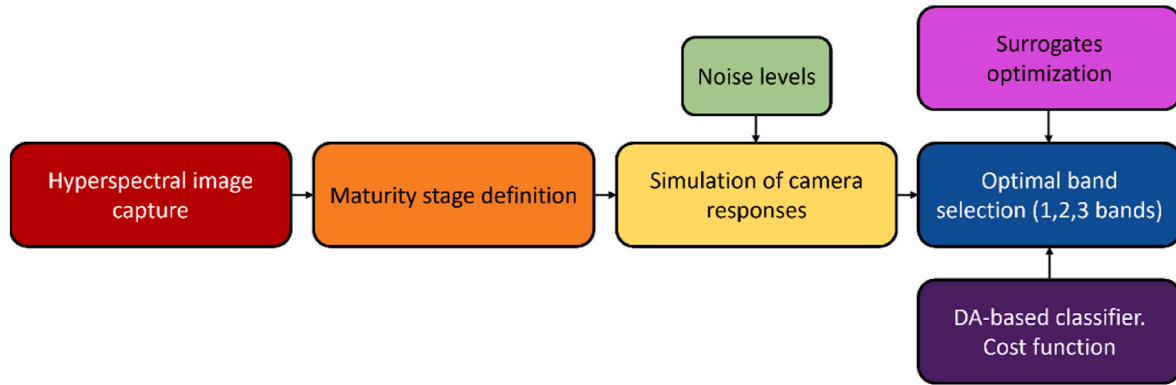 Surrogates
optimization
Noise levels
Hyperspectral image
capture
Maturity stage definition
Simulation of camera
responses
Optimal band
selection (1,2,3 bands)
DA-based classifier.
Cost function